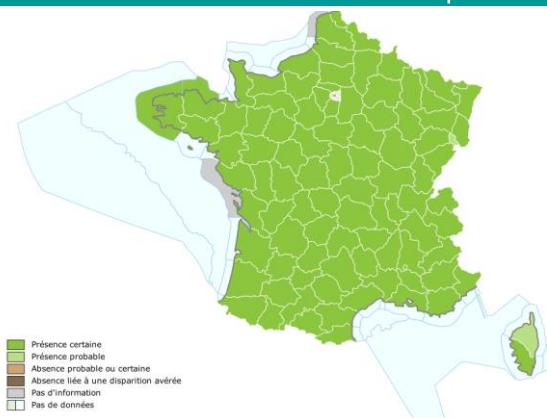 Présence certaine
Présence probable
Absence probable ou certaine
Absence liée à une disparition avérée
Pas d'information
Pas de données